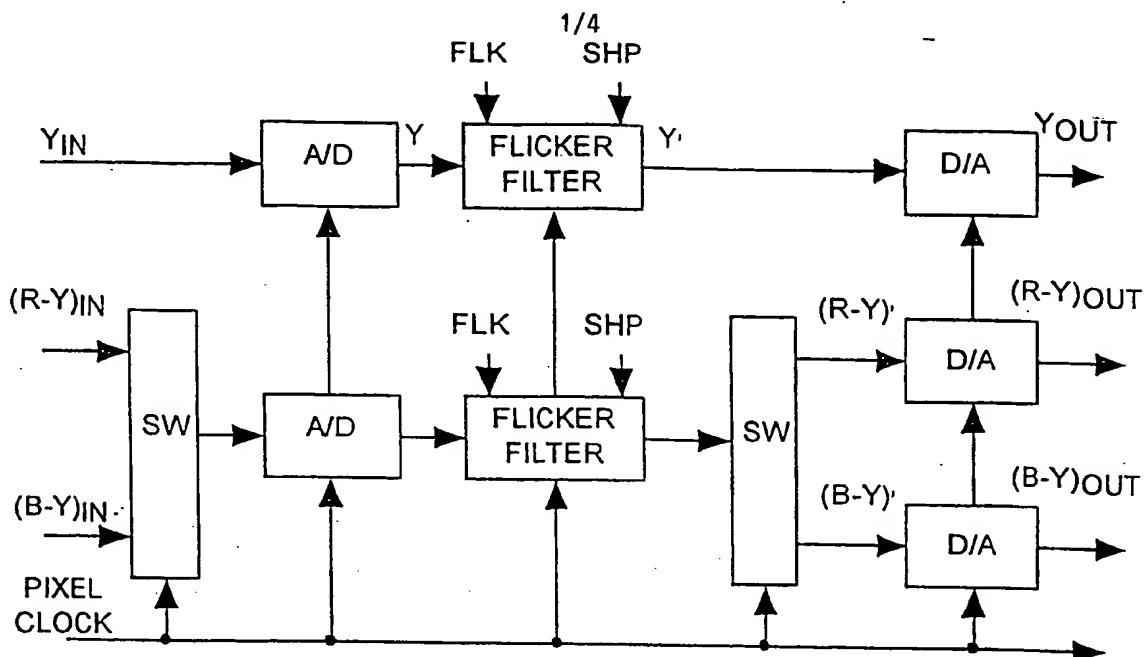 1/4
FLK SHP
YIN A/D Y FLICKER FILTER Y' D/A YOUT
(R-Y)IN
FLK SHP
(R-Y)' D/A (R-Y)OUT
SW A/D FLICKER FILTER SW
(B-Y)IN
(B-Y)' D/A (B-Y)OUT
PIXEL
CLOCK